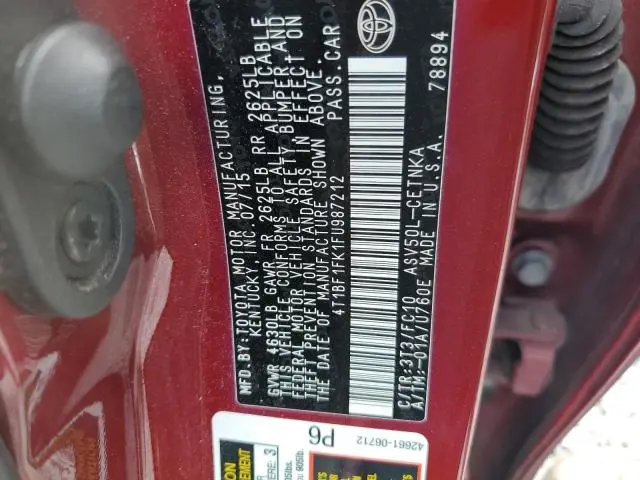 MFD. BY: TOYOTA MOTOR MANUFACTURING,
KENTUCKY, INC. 07/15
GVWR 4630LB GAWR FR 2625LB RR 2625LB
THIS VEHICLE CONFORMS TO ALL APPLICABLE
FEDERAL MOTOR VEHICLE SAFETY, BUMPER, AND
THEFT PREVENTION STANDARDS IN EFFECT ON
THE DATE OF MANUFACTURE SHOWN ABOVE.
4T1BF1FK1FU987212 PASS.CAR
C/TR:3T3/FC10 ASV50L-CETNKA
A/TM:-01A/U760E MADE IN U.S.A. 78894
42661-06712
P6
3